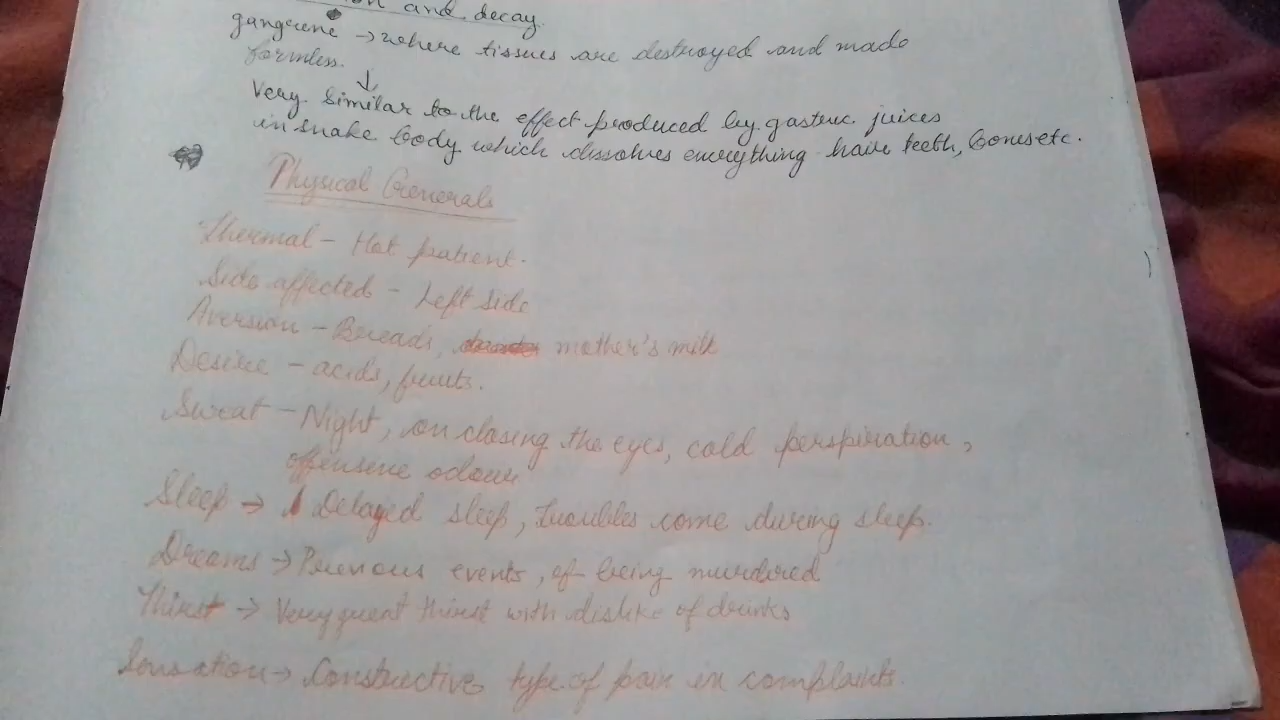 and decay.
gangrene → where tissues are destroyed and made
formless.
↓
Very similar to the effect produced by gastric juices
in snake body which dissolves everything hair teeth, bones etc.
Physical Generals
Thermal - Hot patient.
Side affected - Left side
Aversion - Breads, mother's milk
Desire - acids, fruits.
Sweat - Night, on closing the eyes, cold perspiration,
offensive odour
Sleep → Delayed sleep, troubles come during sleep.
Dreams → Previous events, of being murdered
Thirst → Very great thirst with dislike of drinks
Sensation → Constrictive type of pain in complaints.